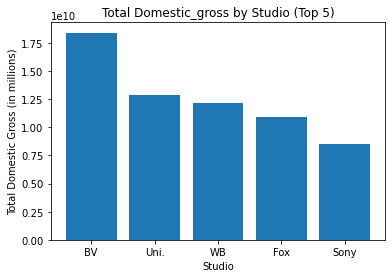 Total Domestic_gross by Studio (Top 5)
1e10
1.75
1.50
1.25
1.00
0.75
0.50
0.25
0.00
Total Domestic Gross (in millions)
BV Uni. WB Fox Sony
Studio